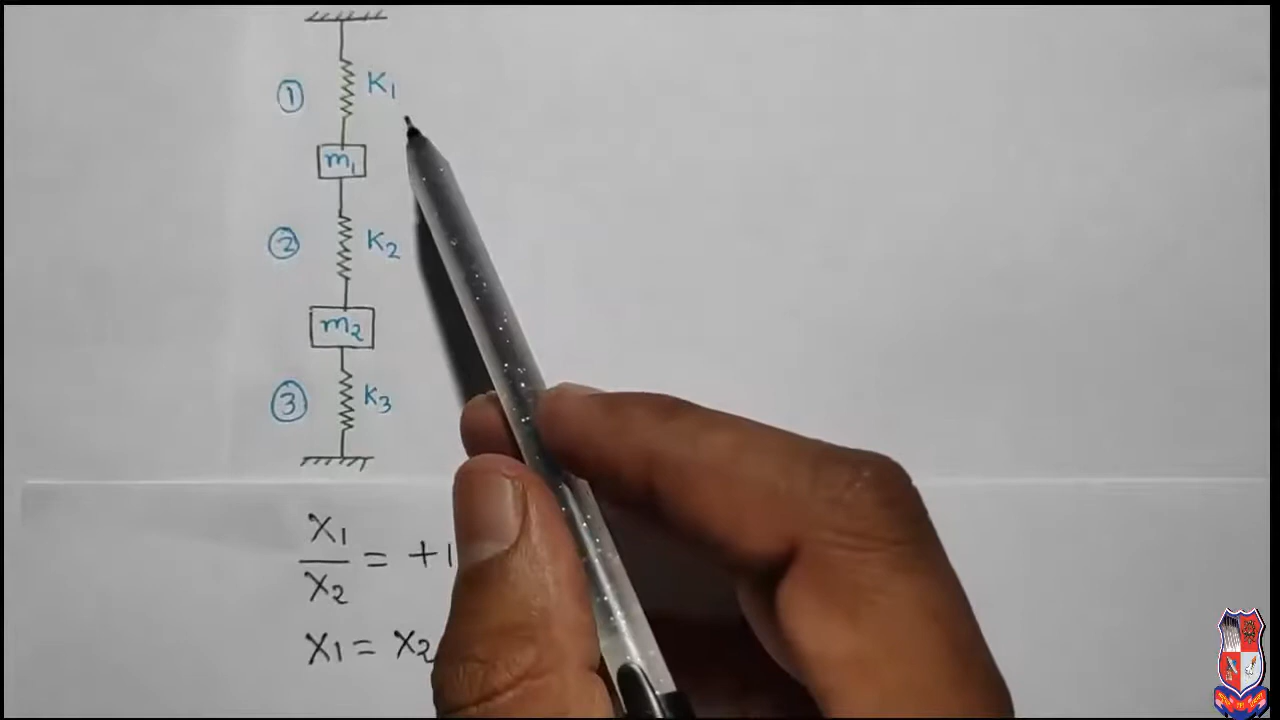 ① K1
m1
② K2
m2
③ K3
X1
— = +1
X2
X1 = X2